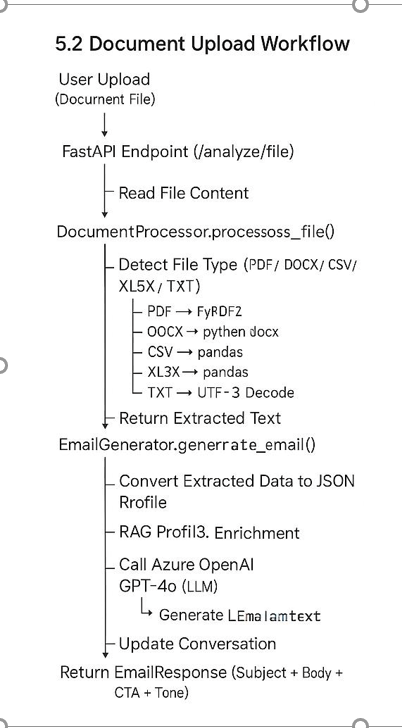 5.2 Document Upload Workflow
User Upload
(Document File)
FastAPI Endpoint (/analyze/file)
Read File Content
DocumentProcessor.processoss_file()
Detect File Type (PDF/ DOCX/ CSV/
XL5X/ TXT)
PDF → FyRDF2
OOCX → pythen docx
CSV → pandas
XL3X → pandas
TXT → UTF-3 Decode
Return Extracted Text
EmailGenerator.generrate_email()
Convert Extracted Data to JSON
Rrofile
RAG Profil3. Enrichment
Call Azure OpenAI
GPT-4o (LLM)
Generate LEmalamtext
Update Conversation
Return EmailResponse (Subject + Body +
CTA + Tone)